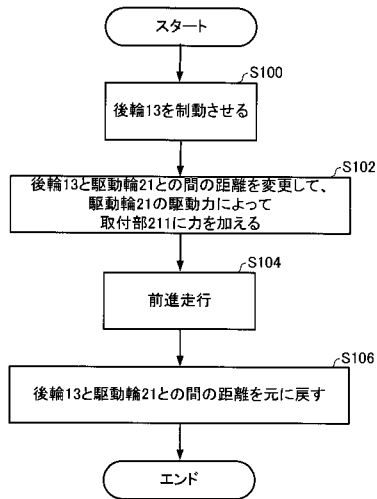 スタート
S100
後輪13を制動させる
S102
後輪13と駆動輪21との間の距離を変更して、
駆動輪21の駆動力によって
取付部211に力を加える
S104
前進走行
S106
後輪13と駆動輪21との間の距離を元に戻す
エンド